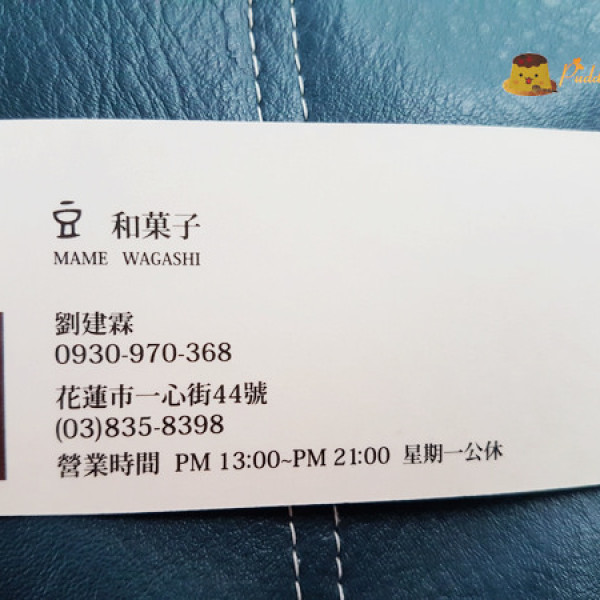 豆 和菓子
MAME WAGASHI
劉建霖
0930-970-368
花蓮市一心街44號
(03)835-8398
營業時間 PM 13:00~PM 21:00 星期一公休